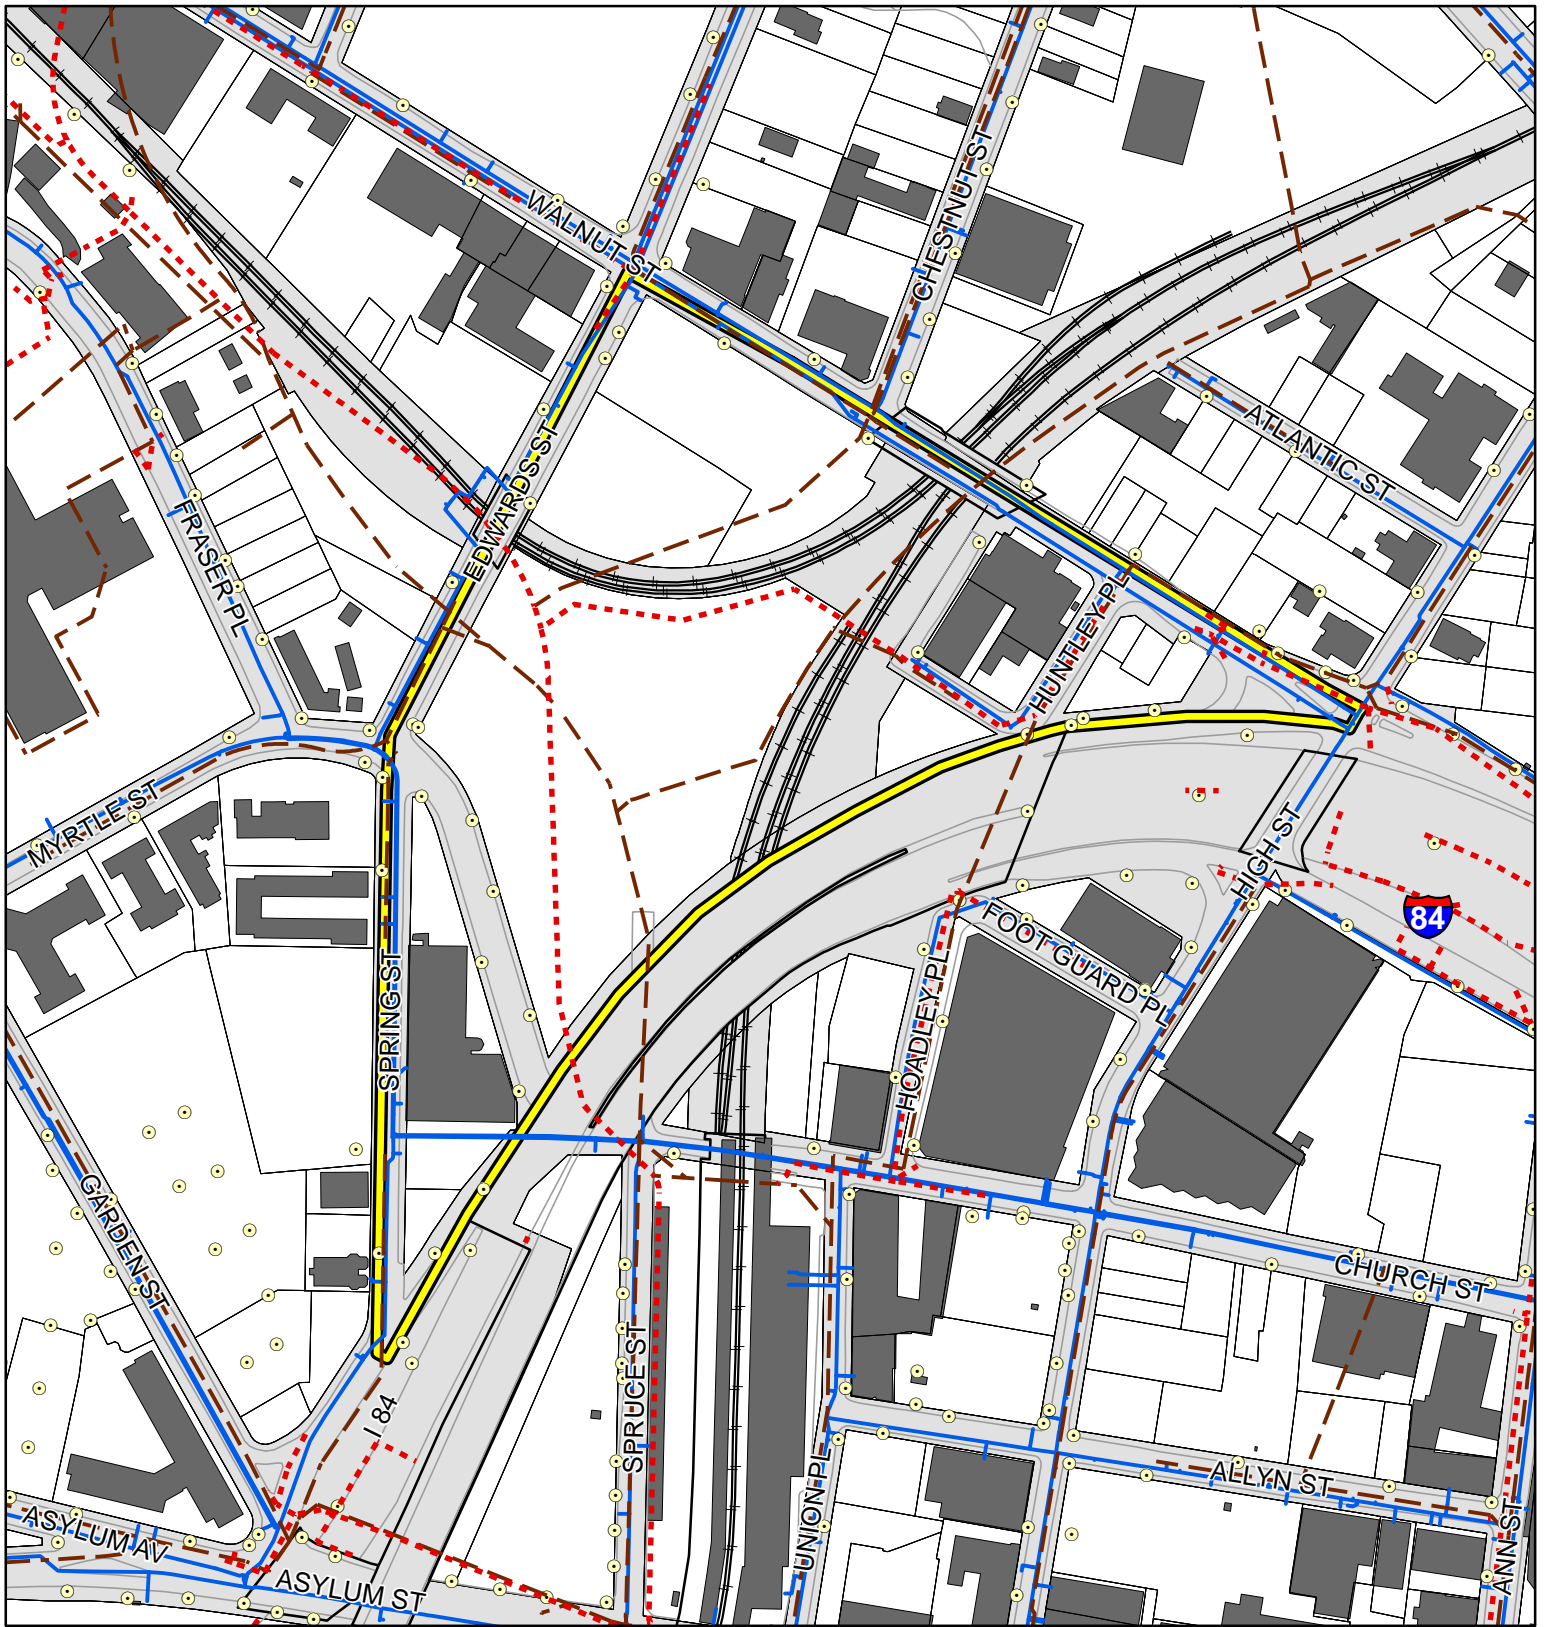 WALNUT ST
CHESTNUT ST
ATLANTIC ST
EDWARDS ST
FRASER PL
HUNTLEY PL
MYRTLE ST
HIGH ST
84
FOOT GUARD PL
HOADLEY PL
SPRING ST
GARDEN ST
CHURCH ST
I 84
SPRUCE ST
UNION PL
ALLYN ST
ANN ST
ASYLUM AV
ASYLUM ST